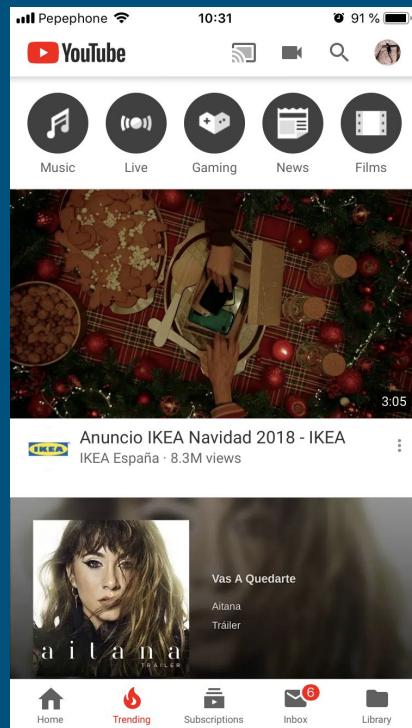 Pepephone 10:31 91 %
YouTube
Music Live Gaming News Films
3:05
IKEA
Anuncio IKEA Navidad 2018 - IKEA
IKEA España · 8.3M views
Vas A Quedarte
Aitana
Tráiler
aitana
TRÁILER
6
Home Trending Subscriptions Inbox Library